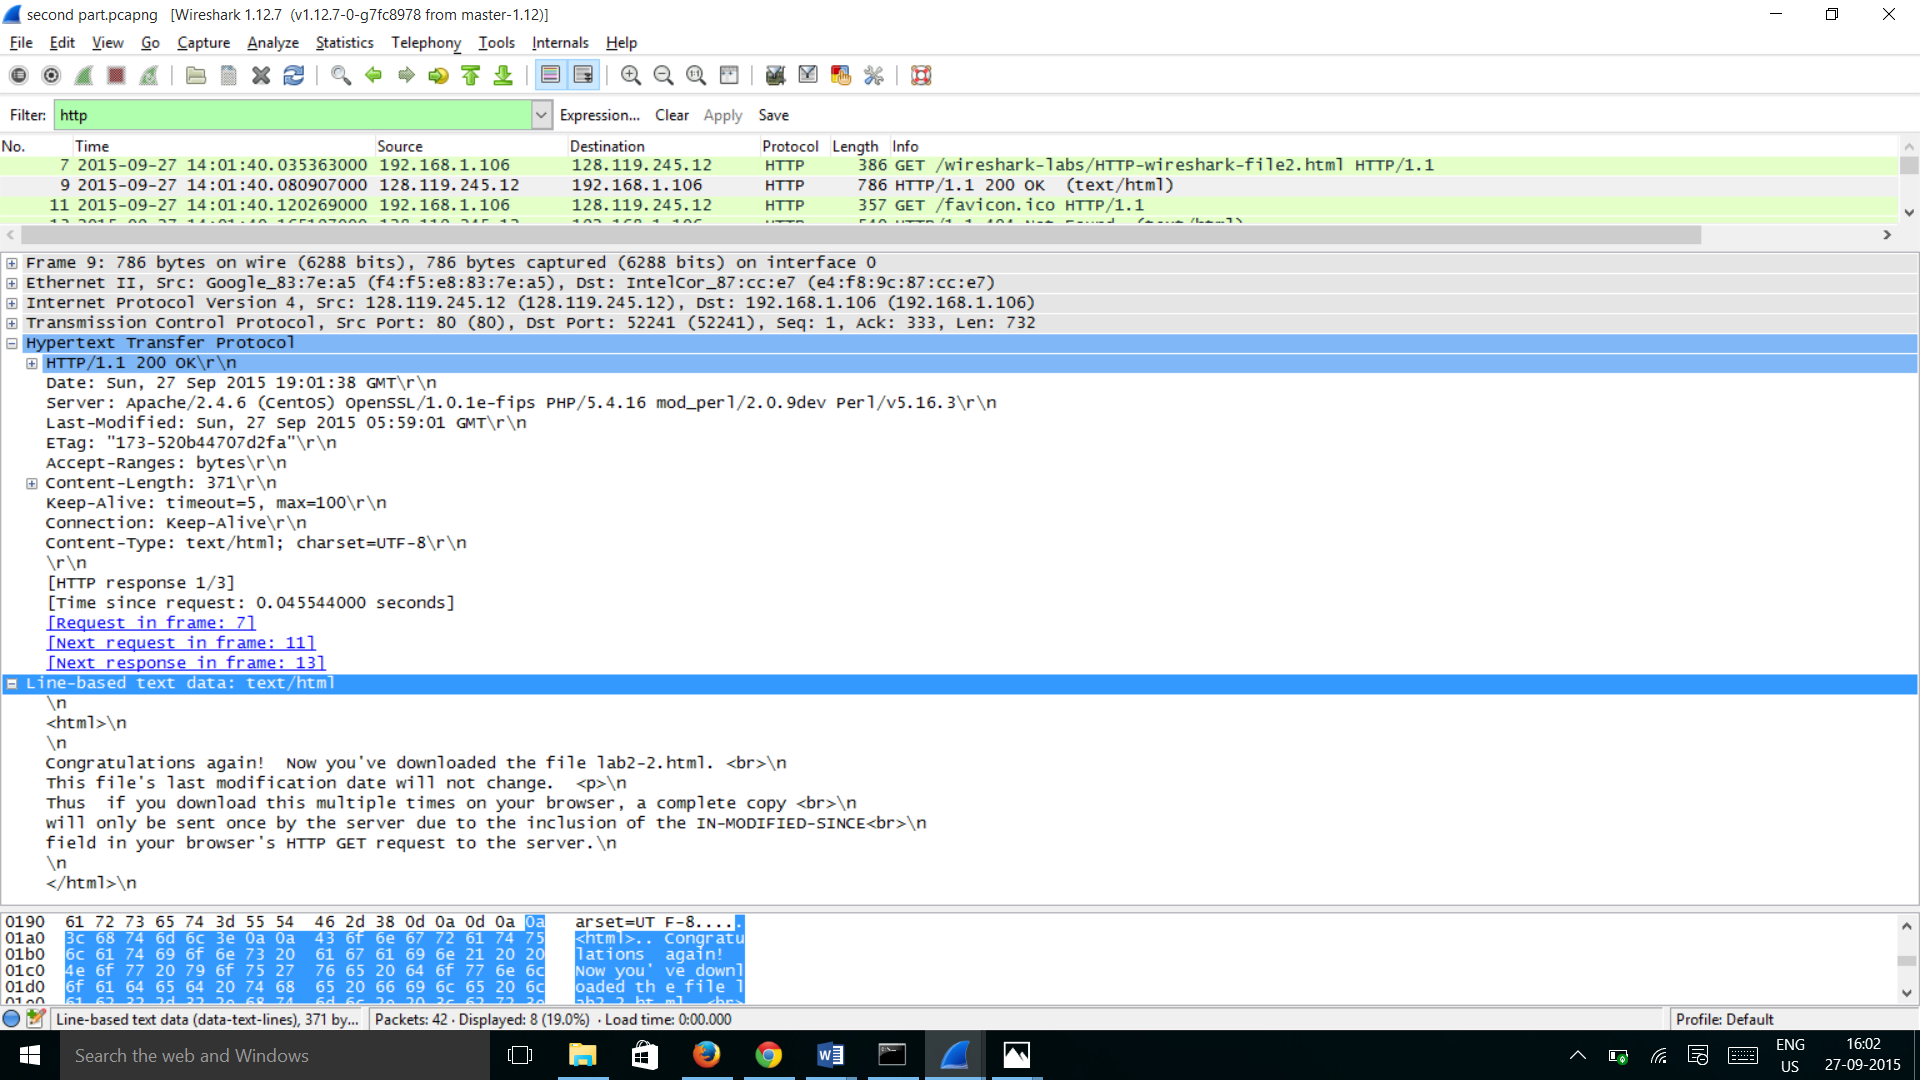 second part.pcapng [Wireshark 1.12.7 (v1.12.7-0-g7fc8978 from master-1.12)]
File Edit View Go Capture Analyze Statistics Telephony Tools Internals Help
Filter: http Expression... Clear Apply Save
No. Time Source Destination Protocol Length Info
7 2015-09-27 14:01:40.035363000 192.168.1.106 128.119.245.12 HTTP 386 GET /wireshark-labs/HTTP-wireshark-file2.html HTTP/1.1
9 2015-09-27 14:01:40.080907000 128.119.245.12 192.168.1.106 HTTP 786 HTTP/1.1 200 OK (text/html)
11 2015-09-27 14:01:40.120269000 192.168.1.106 128.119.245.12 HTTP 357 GET /favicon.ico HTTP/1.1
Frame 9: 786 bytes on wire (6288 bits), 786 bytes captured (6288 bits) on interface 0
Ethernet II, Src: Google_83:7e:a5 (f4:f5:e8:83:7e:a5), Dst: IntelCor_87:cc:e7 (e4:f8:9c:87:cc:e7)
Internet Protocol Version 4, Src: 128.119.245.12 (128.119.245.12), Dst: 192.168.1.106 (192.168.1.106)
Transmission Control Protocol, Src Port: 80 (80), Dst Port: 52241 (52241), Seq: 1, Ack: 333, Len: 732
Hypertext Transfer Protocol
HTTP/1.1 200 OK\r\n
Date: Sun, 27 Sep 2015 19:01:38 GMT\r\n
Server: Apache/2.4.6 (CentOS) OpenSSL/1.0.1e-fips PHP/5.4.16 mod_perl/2.0.9dev Perl/v5.16.3\r\n
Last-Modified: Sun, 27 Sep 2015 05:59:01 GMT\r\n
ETag: "173-520b44707d2fa"\r\n
Accept-Ranges: bytes\r\n
Content-Length: 371\r\n
Keep-Alive: timeout=5, max=100\r\n
Connection: Keep-Alive\r\n
Content-Type: text/html; charset=UTF-8\r\n
\r\n
[HTTP response 1/3]
[Time since request: 0.045544000 seconds]
[Request in frame: 7]
[Next request in frame: 11]
[Next response in frame: 13]
Line-based text data: text/html
\n
<html>\n
\n
Congratulations again!  Now you've downloaded the file lab2-2.html. <br>\n
This file's last modification date will not change.  <p>\n
Thus  if you download this multiple times on your browser, a complete copy <br>\n
will only be sent once by the server due to the inclusion of the IN-MODIFIED-SINCE<br>\n
field in your browser's HTTP GET request to the server.\n
\n
</html>\n
0190 61 72 73 65 74 3d 55 54 46 2d 38 0d 0a 0d 0a 0a arset=UT F-8.....
01a0 3c 68 74 6d 6c 3e 0a 0a 43 6f 6e 67 72 61 74 75 <html>.. Congratu
01b0 6c 61 74 69 6f 6e 73 20 61 67 61 69 6e 21 20 20 lations again!
01c0 4e 6f 77 20 79 6f 75 27 76 65 20 64 6f 77 6e 6c Now you' ve downl
01d0 6f 61 64 65 64 20 74 68 65 20 66 69 6c 65 20 6c oaded th e file l
Line-based text data (data-text-lines), 371 by... Packets: 42 · Displayed: 8 (19.0%) · Load time: 0:00.000 Profile: Default
Search the web and Windows
ENG
US
16:02
27-09-2015